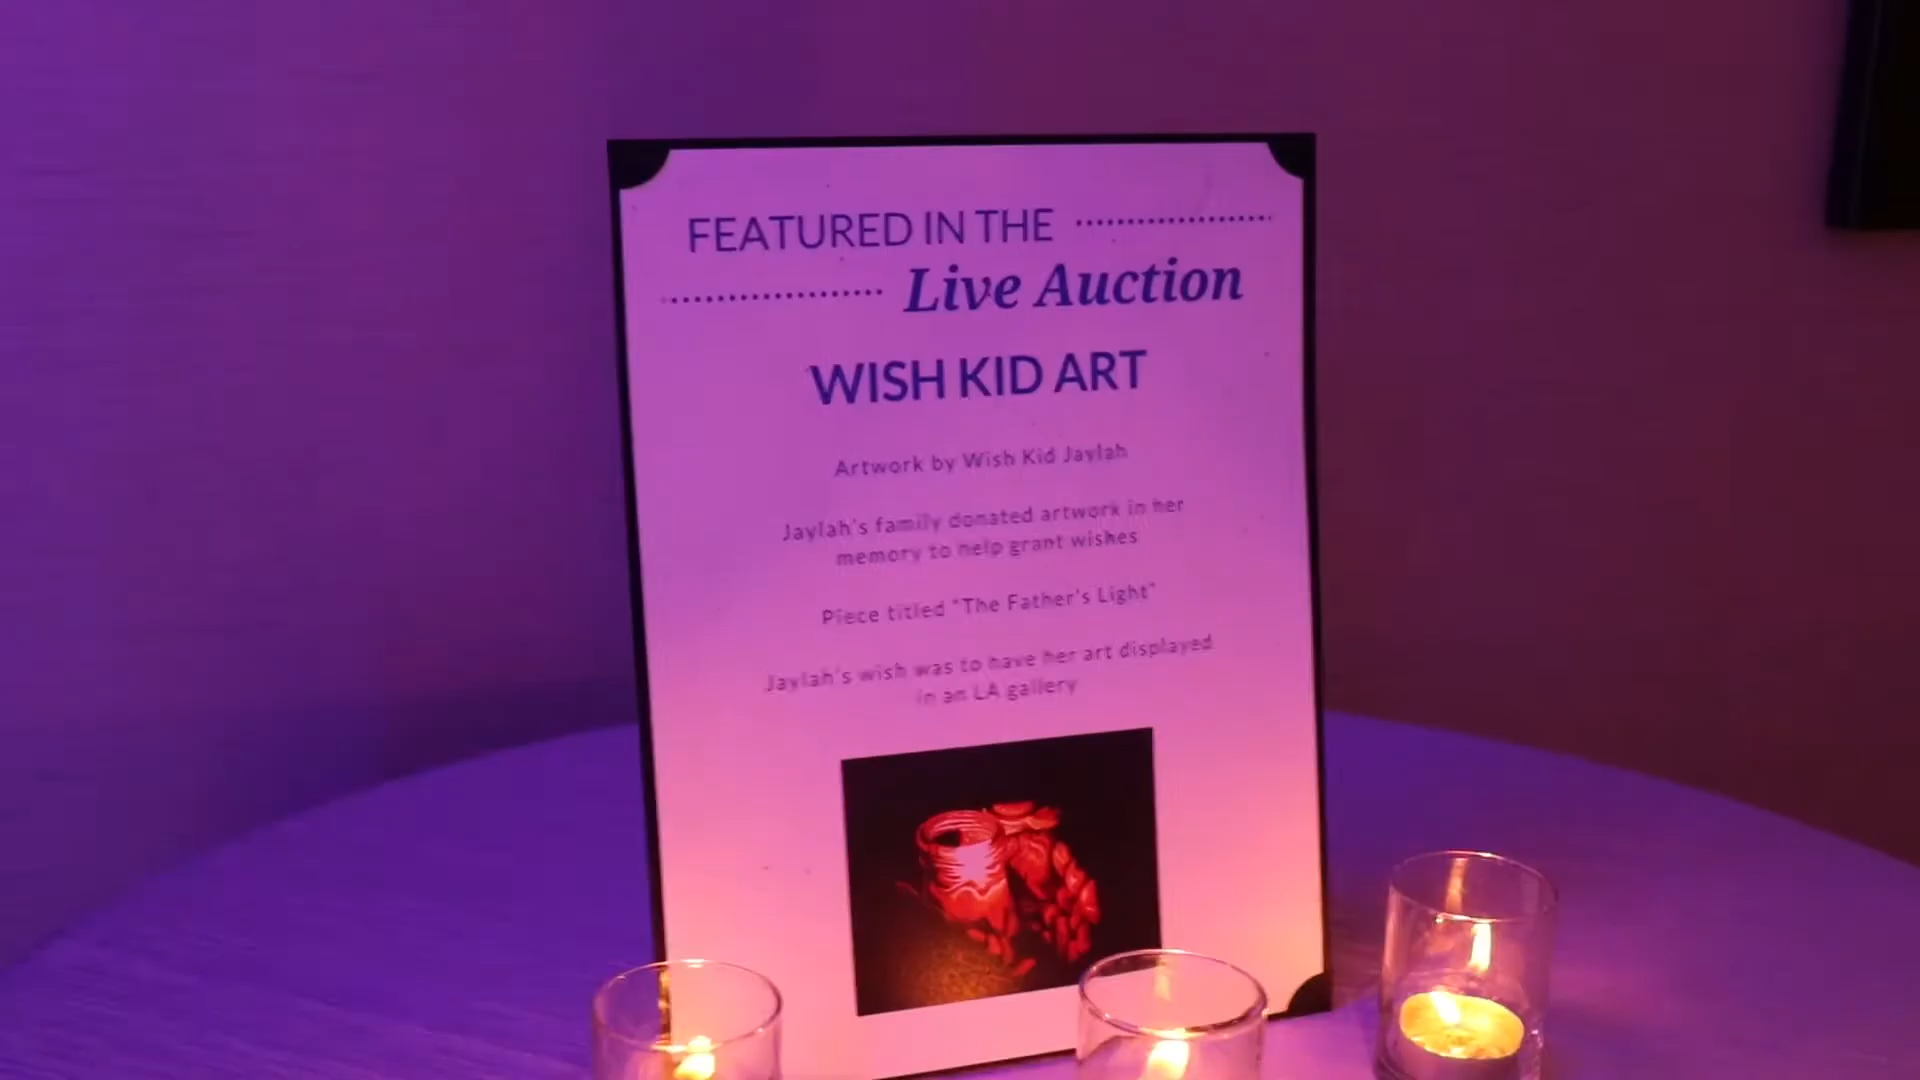 FEATURED IN THE
Live Auction
WISH KID ART
Artwork by Wish Kid Jaylah
Jaylah's family donated artwork in her
memory to help grant wishes
Piece titled "The Father's Light"
Jaylah's wish was to have her art displayed
in an LA gallery